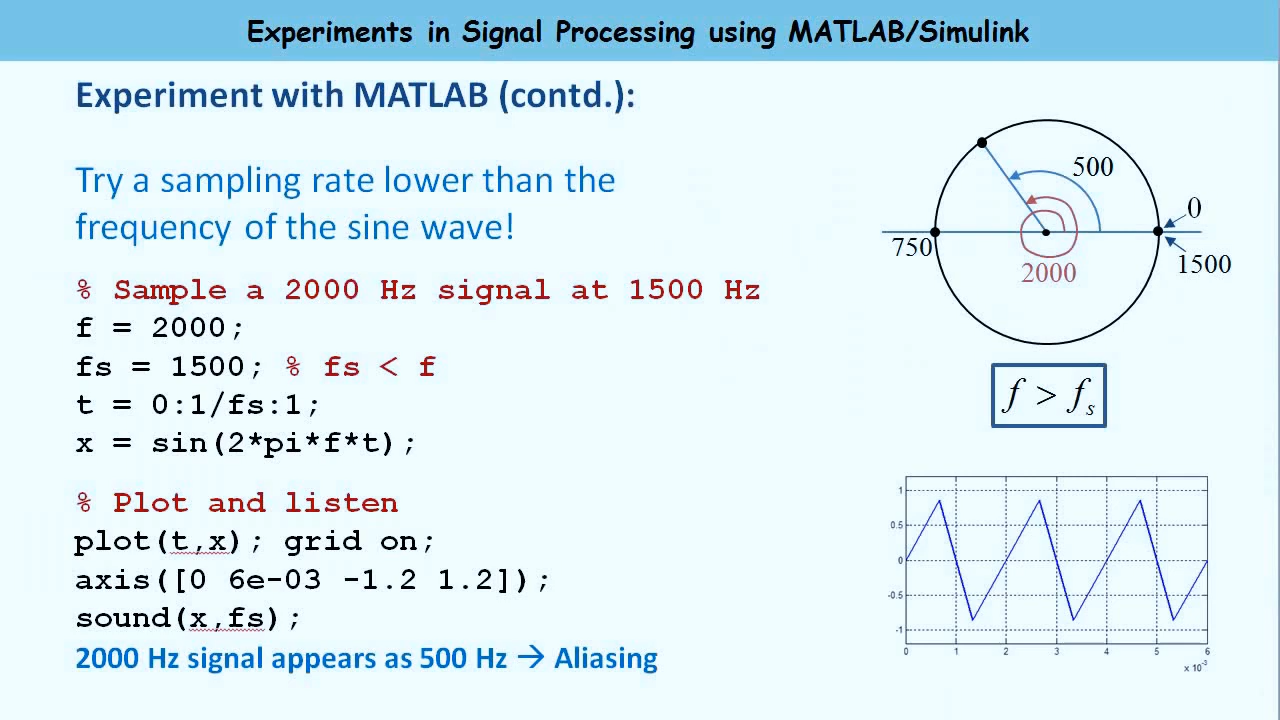 Experiments in Signal Processing using MATLAB/Simulink
Experiment with MATLAB (contd.):
Try a sampling rate lower than the
frequency of the sine wave!
% Sample a 2000 Hz signal at 1500 Hz
f = 2000;
fs = 1500; % fs < f
t = 0:1/fs:1;
x = sin(2*pi*f*t);
% Plot and listen
plot(t,x); grid on;
axis([0 6e-03 -1.2 1.2]);
sound(x,fs);
2000 Hz signal appears as 500 Hz → Aliasing
500
0
750
1500
2000
f > fs
1
0.5
0
-0.5
-1
0 1 2 3 4 5 6
x 10-3